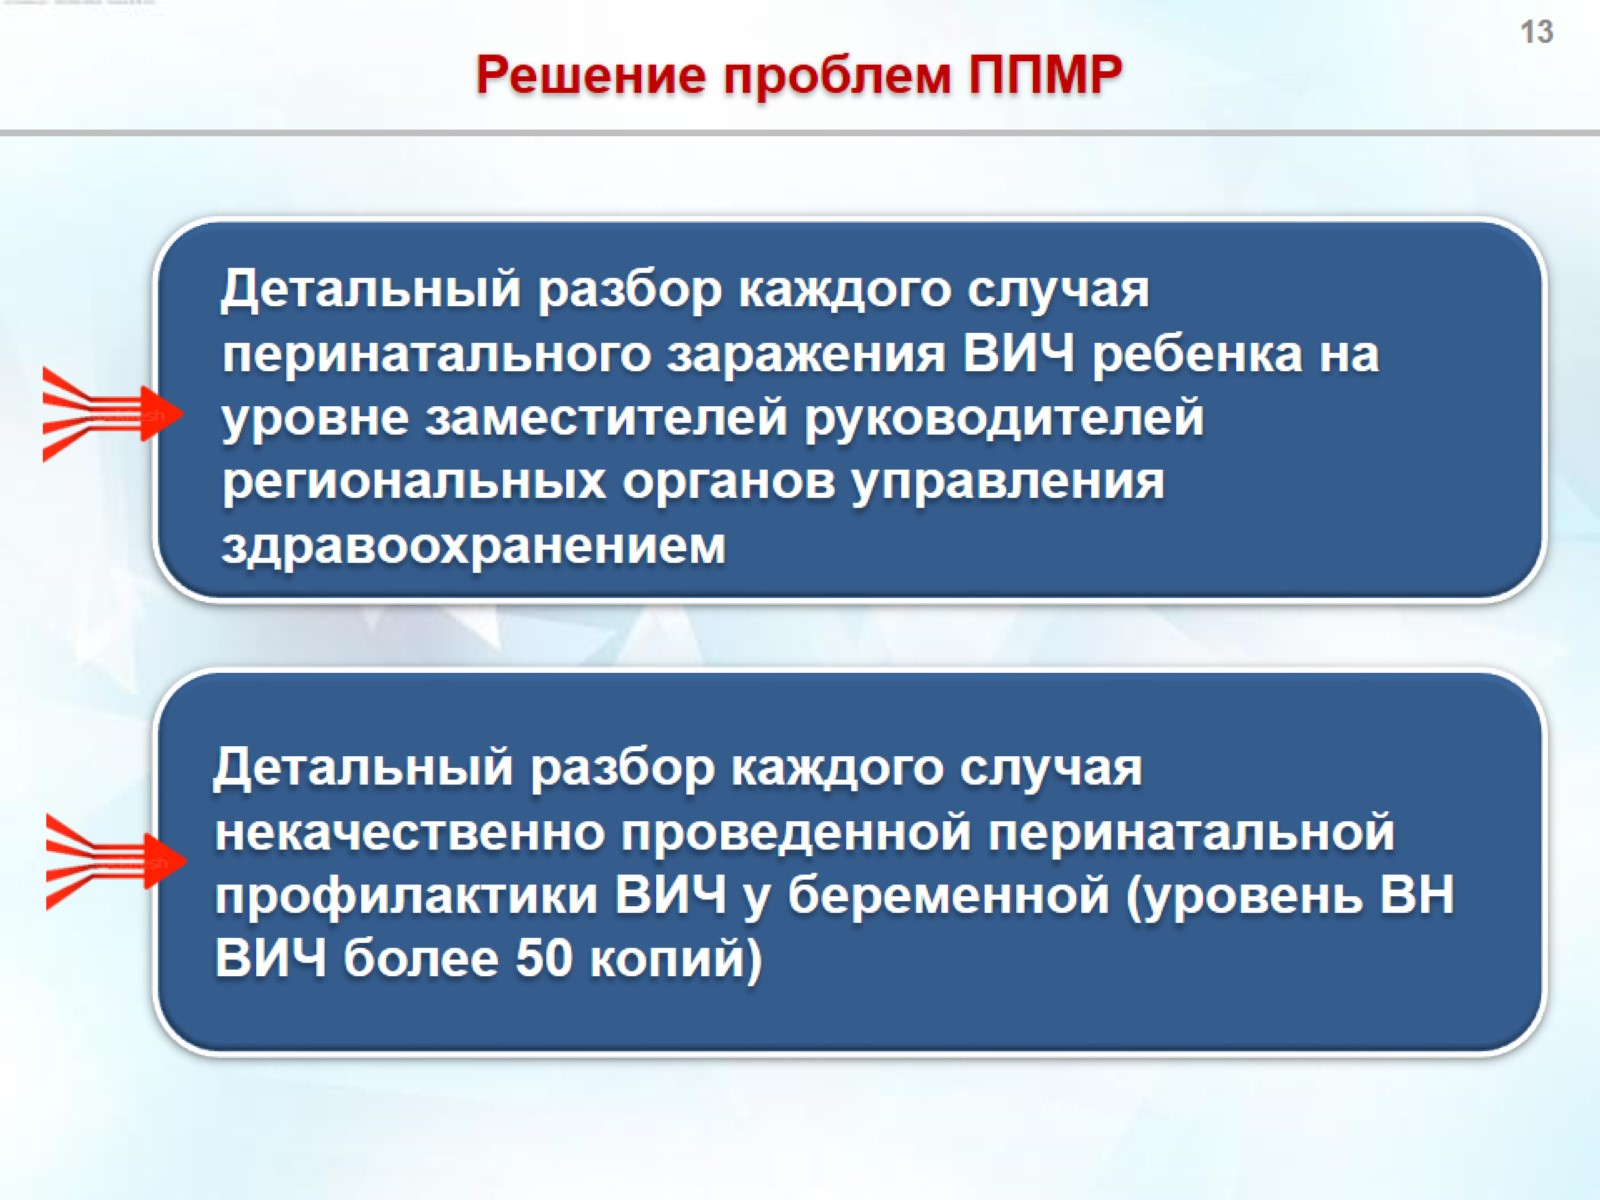 13
Решение проблем ППМР
Детальный разбор каждого случая
перинатального заражения ВИЧ ребенка на
уровне заместителей руководителей
региональных органов управления
здравоохранением
Детальный разбор каждого случая
некачественно проведенной перинатальной
профилактики ВИЧ у беременной (уровень ВН
ВИЧ более 50 копий)